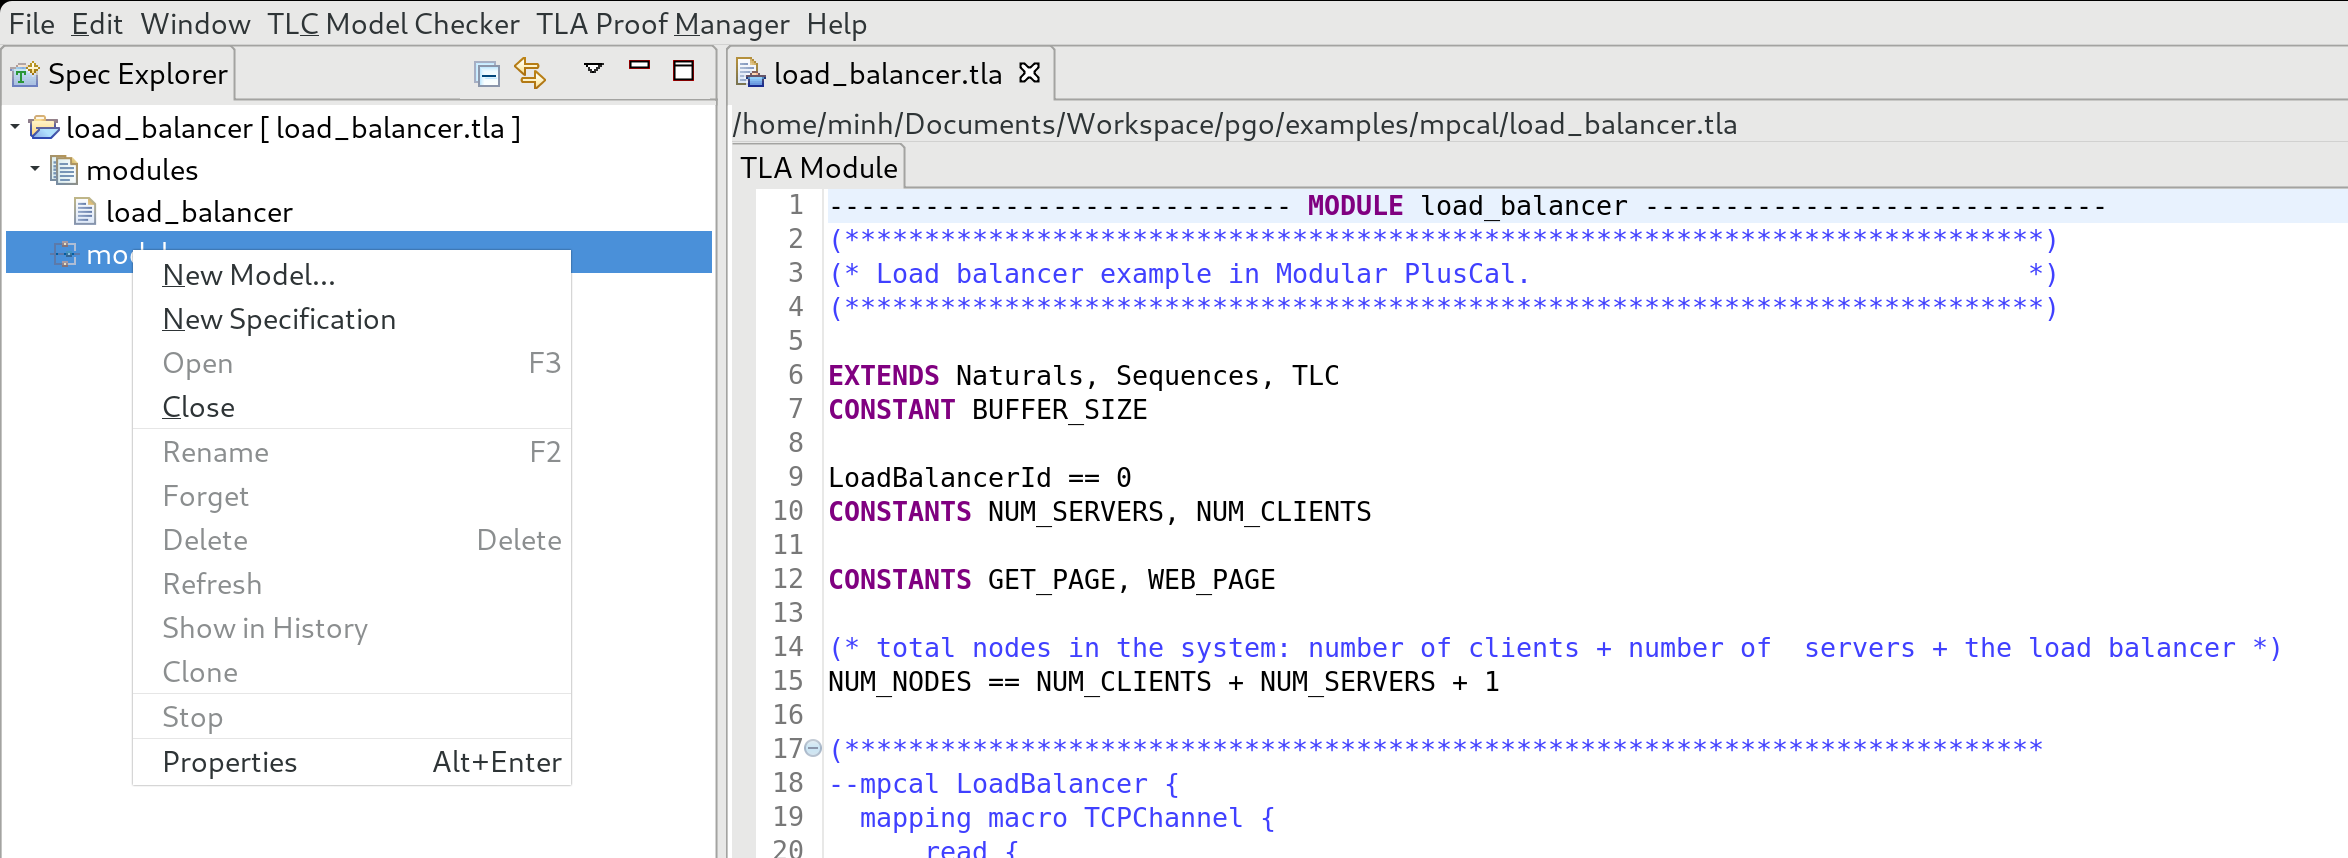 File Edit Window TLC Model Checker TLA Proof Manager Help
Spec Explorer
load_balancer [ load_balancer.tla ]
modules
load_balancer
New Model...
New Specification
Open F3
Close
Rename F2
Forget
Delete Delete
Refresh
Show in History
Clone
Stop
Properties Alt+Enter
load_balancer.tla
/home/minh/Documents/Workspace/pgo/examples/mpcal/load_balancer.tla
TLA Module
1 ----------------------------- MODULE load_balancer -----------------------------
2 (***************************************************************************)
3 (* Load balancer example in Modular PlusCal.                               *)
4 (***************************************************************************)
5
6 EXTENDS Naturals, Sequences, TLC
7 CONSTANT BUFFER_SIZE
8
9 LoadBalancerId == 0
10 CONSTANTS NUM_SERVERS, NUM_CLIENTS
11
12 CONSTANTS GET_PAGE, WEB_PAGE
13
14 (* total nodes in the system: number of clients + number of  servers + the load balancer *)
15 NUM_NODES == NUM_CLIENTS + NUM_SERVERS + 1
16
17 (***************************************************************************
18 --mpcal LoadBalancer {
19   mapping macro TCPChannel {
20       read {